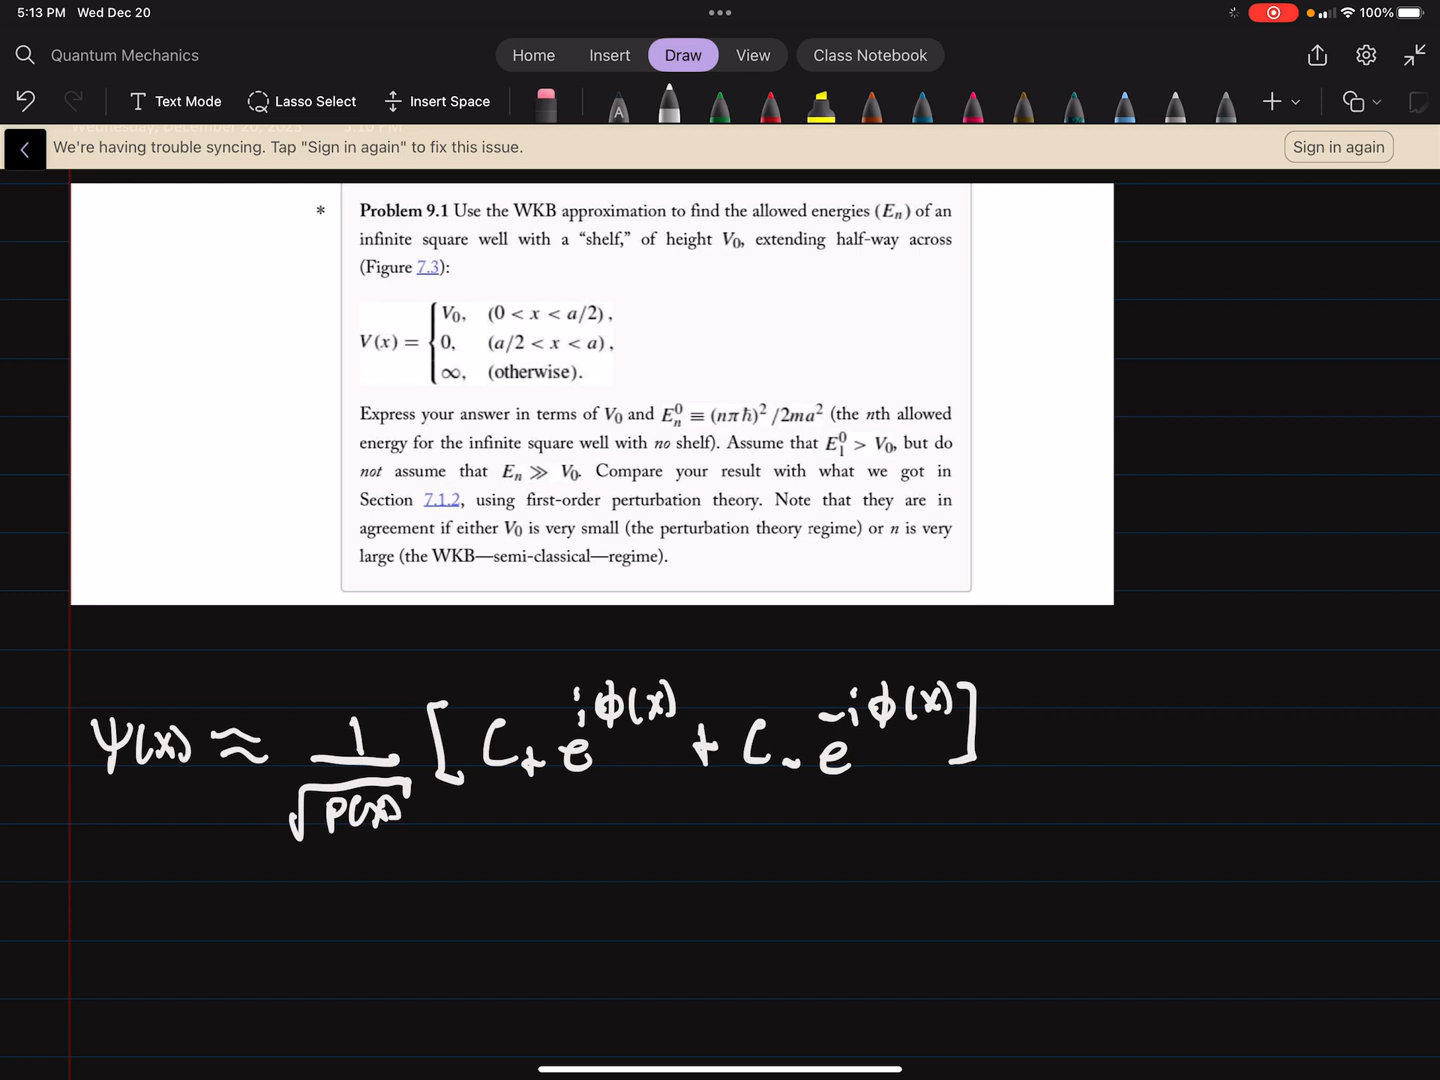 5:13 PM Wed Dec 20
100%
Quantum Mechanics
Home Insert Draw View Class Notebook
Text Mode Lasso Select Insert Space
A
Wednesday, December 20, 2023 5:10 PM
We're having trouble syncing. Tap "Sign in again" to fix this issue.
Sign in again
* Problem 9.1 Use the WKB approximation to find the allowed energies (Eₙ) of an
infinite square well with a “shelf,” of height V₀, extending half-way across
(Figure 7.3):
V(x) = { V₀, (0 < x < a/2),
0, (a/2 < x < a),
∞, (otherwise).
Express your answer in terms of V₀ and Eₙ⁰ ≡ (nπħ)² /2ma² (the nth allowed
energy for the infinite square well with no shelf). Assume that E₁⁰ > V₀, but do
not assume that Eₙ ≫ V₀. Compare your result with what we got in
Section 7.1.2, using first-order perturbation theory. Note that they are in
agreement if either V₀ is very small (the perturbation theory regime) or n is very
large (the WKB—semi-classical—regime).
ψ(x) ≈ 1/√p(x) [C₊ e^{iϕ(x)} + C₋ e^{-iϕ(x)}]